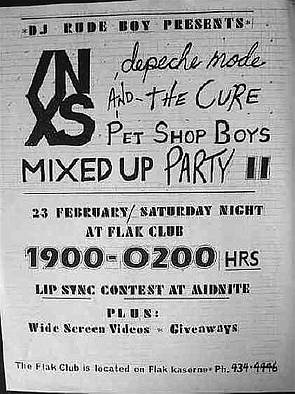 *DJ RUDE BOY PRESENTS*
INXS
depeche mode
AND-THE CURE
PET SHOP BOYS
MIXED UP PARTY II
23 FEBRUARY/SATURDAY NIGHT
AT FLAK CLUB
1900-0200 HRS
LIP SYNC CONTEST AT MIDNITE
PLUS:
Wide Screen Videos * Giveaways
The Flak Club is located on Flak kaserne • Ph. 434-4446